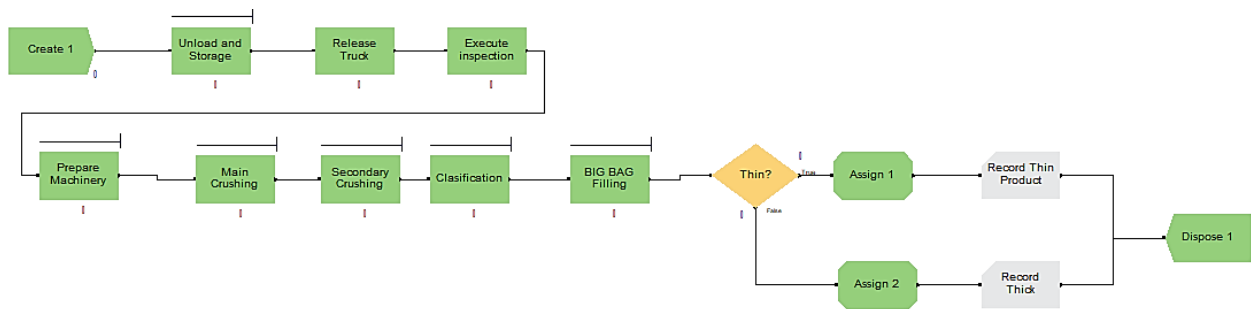 Create 1
Unload and
Storage
Release
Truck
Execute
inspection
Prepare
Machinery
Main
Crushing
Secondary
Crushing
Clasification
BIG BAG
Filling
Thin?
True
False
Assign 1
Record Thin
Product
Dispose 1
Assign 2
Record
Thick